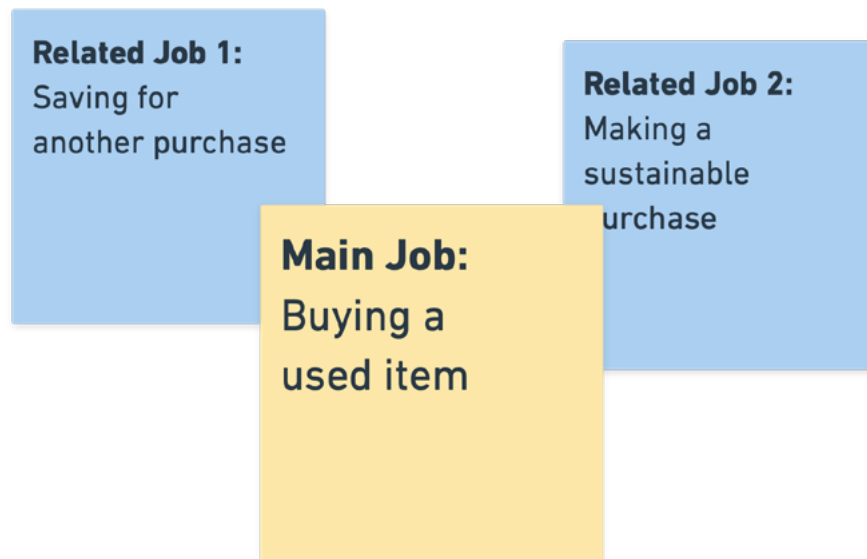 Related Job 1:
Saving for
another purchase
Related Job 2:
Making a
sustainable
urchase
Main Job:
Buying a
used item